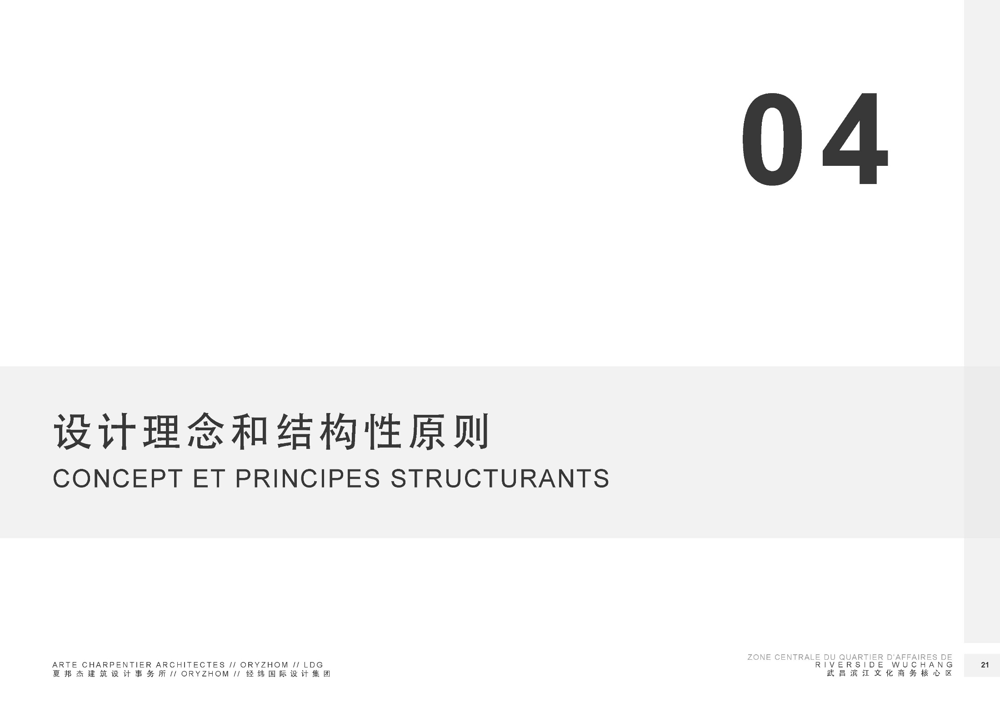 04
设计理念和结构性原则
CONCEPT ET PRINCIPES STRUCTURANTS
ARTE CHARPENTIER ARCHITECTES // ORYZHOM // LDG
夏邦杰建筑设计事务所 // ORYZHOM // 经纬国际设计集团
ZONE CENTRALE DU QUARTIER D'AFFAIRES DE
RIVERSIDE WUCHANG
武昌滨江文化商务核心区
21